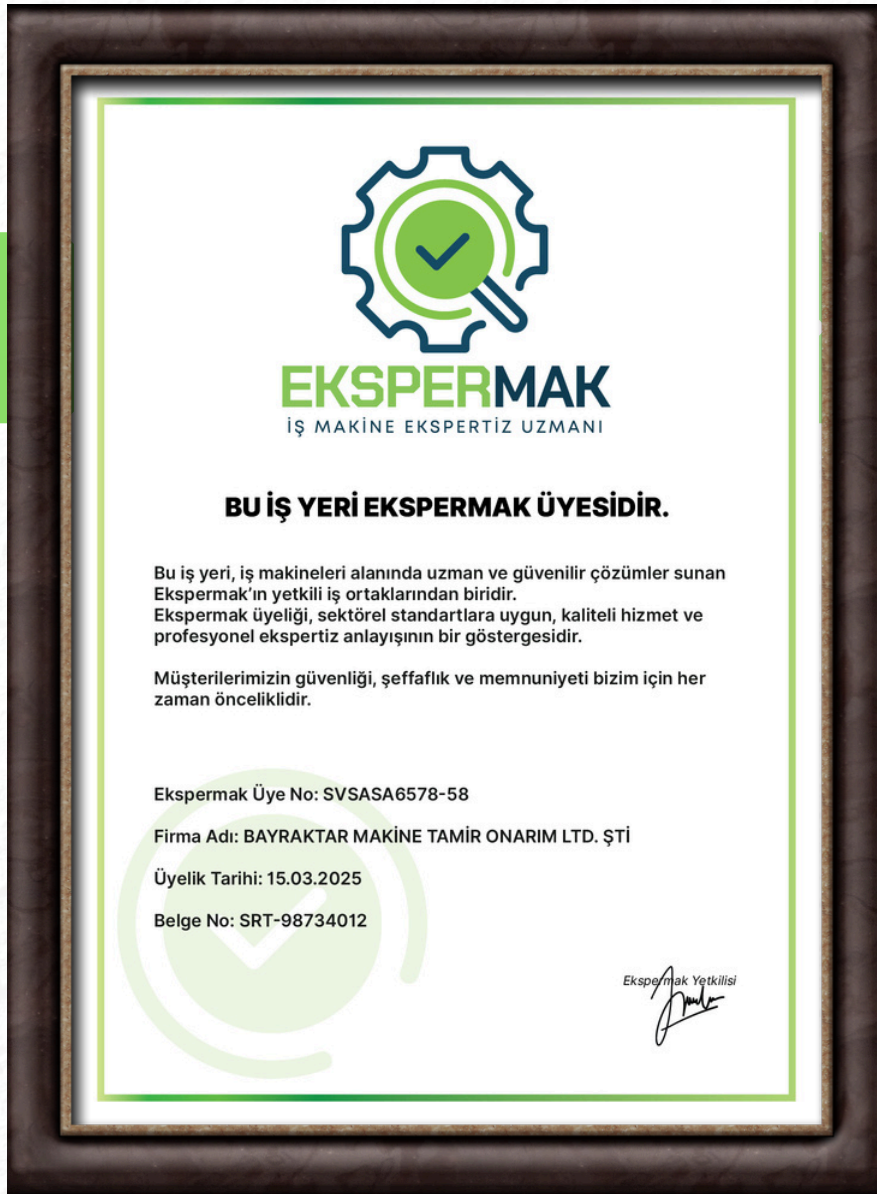 EKSPERMAK
İŞ MAKİNE EKSPERTİZ UZMANI
BU İŞ YERİ EKSPERMAK ÜYESİDİR.
Bu iş yeri, iş makineleri alanında uzman ve güvenilir çözümler sunan
Ekspermak’ın yetkili iş ortaklarından biridir.
Ekspermak üyeliği, sektörel standartlara uygun, kaliteli hizmet ve
profesyonel ekspertiz anlayışının bir göstergesidir.
Müşterilerimizin güvenliği, şeffaflık ve memnuniyeti bizim için her
zaman önceliklidir.
Ekspermak Üye No: SVSASA6578-58
Firma Adı: BAYRAKTAR MAKİNE TAMİR ONARIM LTD. ŞTİ
Üyelik Tarihi: 15.03.2025
Belge No: SRT-98734012
Ekspermak Yetkilisi